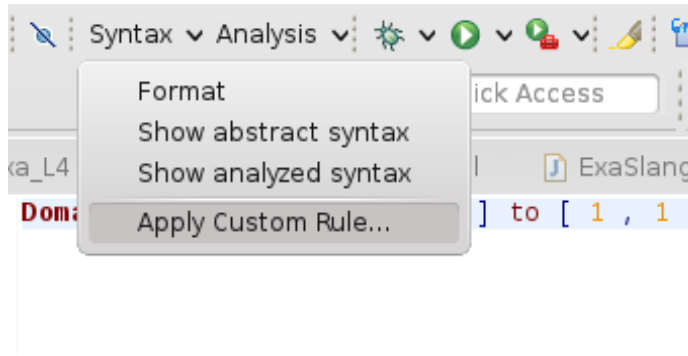 Syntax Analysis
Format
ick Access
Show abstract syntax
xa_L4
Show analyzed syntax
ExaSlang
Doma
] to [ 1 , 1
Apply Custom Rule...